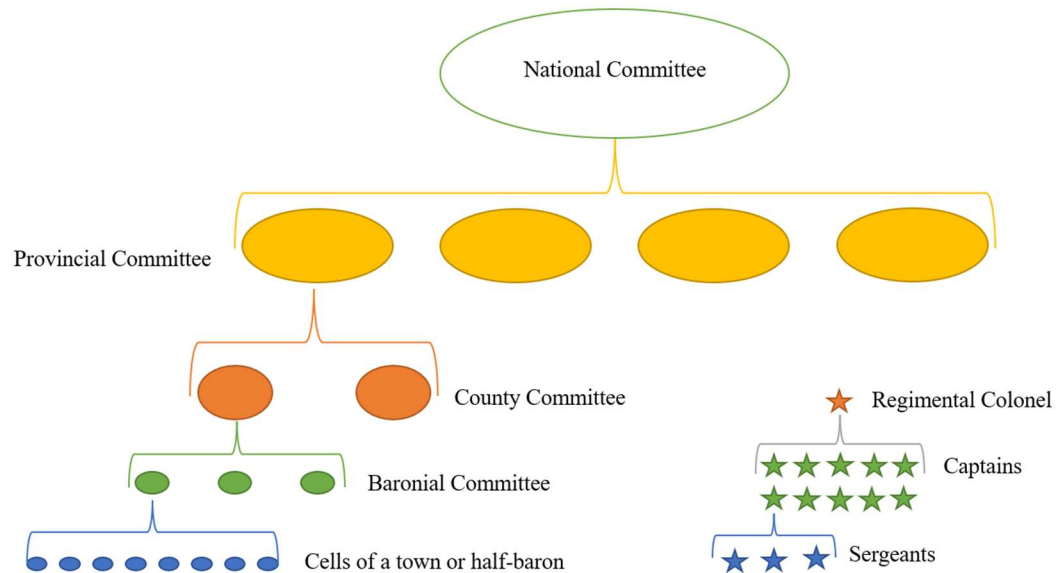 National Committee
Provincial Committee
County Committee
Regimental Colonel
Captains
Baronial Committee
Sergeants
Cells of a town or half-baron